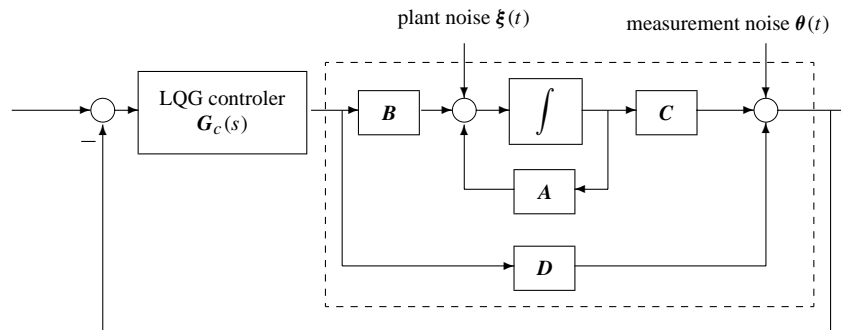 plant noise ξ(t)
measurement noise θ(t)
LQG controler
G_c(s)
B
∫
C
−
A
D